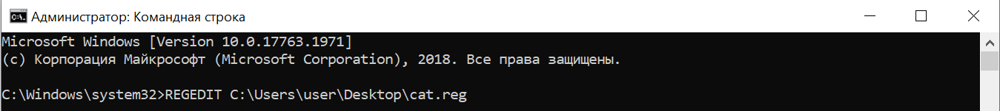 Администратор: Командная строка
Microsoft Windows [Version 10.0.17763.1971]
(c) Корпорация Майкрософт (Microsoft Corporation), 2018. Все права защищены.
C:\Windows\system32>REGEDIT C:\Users\user\Desktop\cat.reg